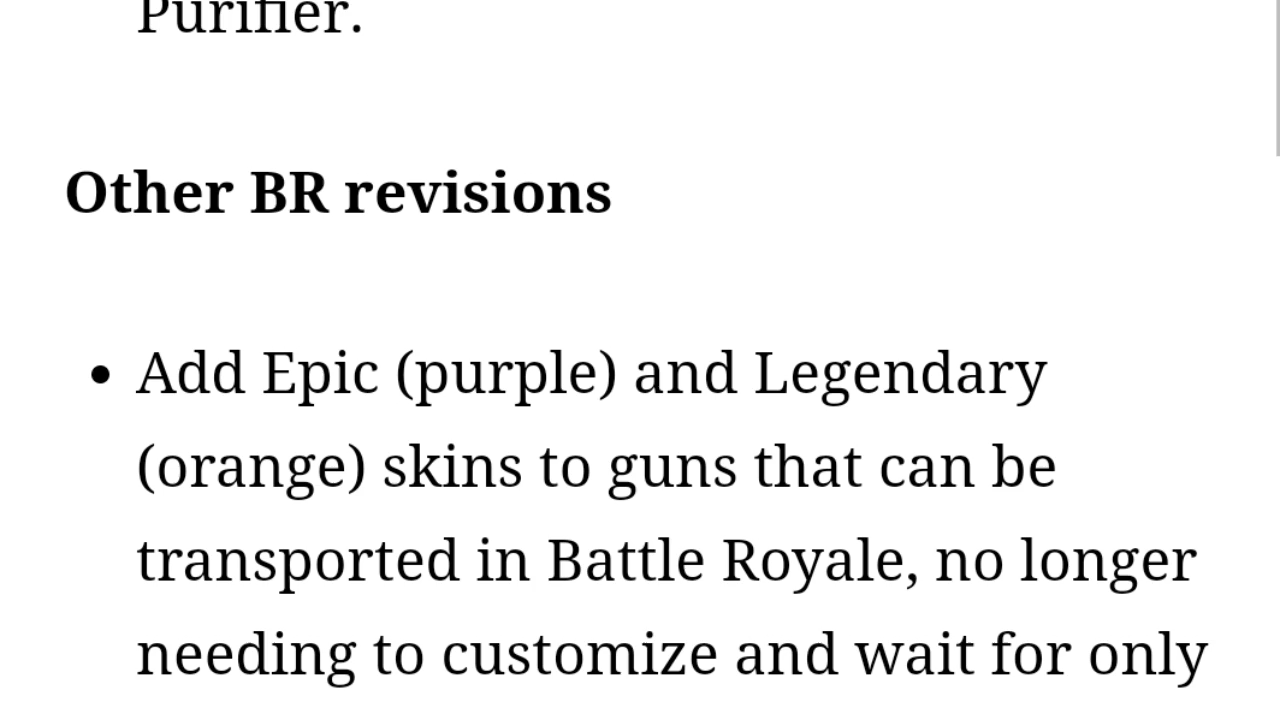 Purifier.
Other BR revisions
• Add Epic (purple) and Legendary
(orange) skins to guns that can be
transported in Battle Royale, no longer
needing to customize and wait for only